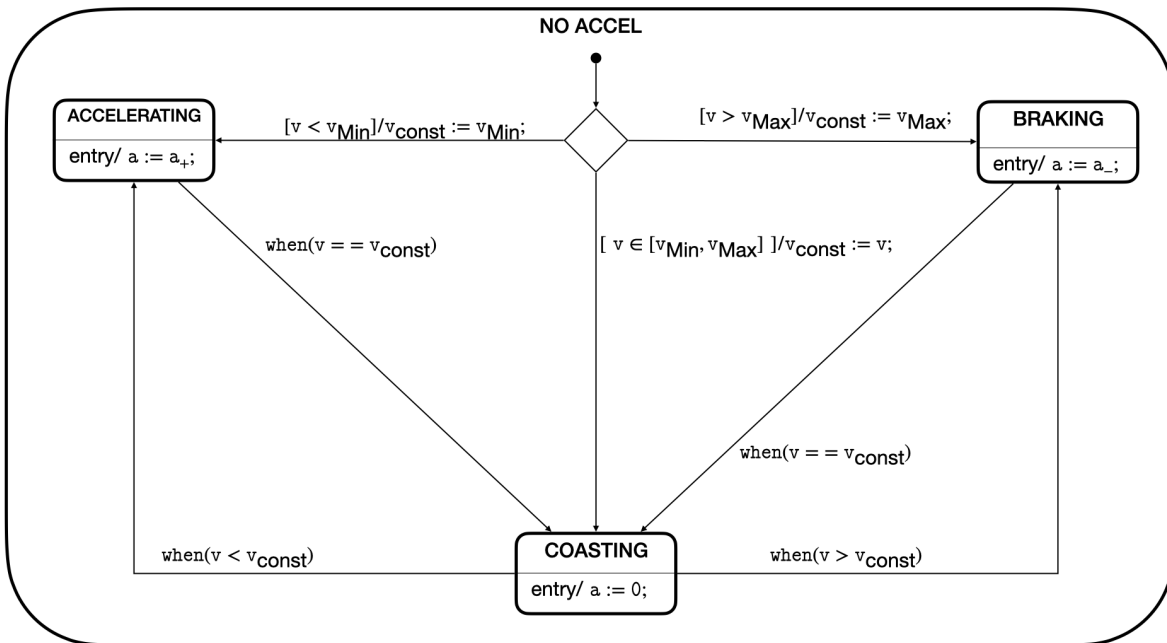 NO ACCEL
ACCELERATING
entry/ a := a₊;
[v < vMin]/vconst := vMin;
[v > vMax]/vconst := vMax;
BRAKING
entry/ a := a₋;
when(v == vconst)
[ v ∈ [vMin, vMax] ]/vconst := v;
when(v == vconst)
when(v < vconst)
COASTING
entry/ a := 0;
when(v > vconst)